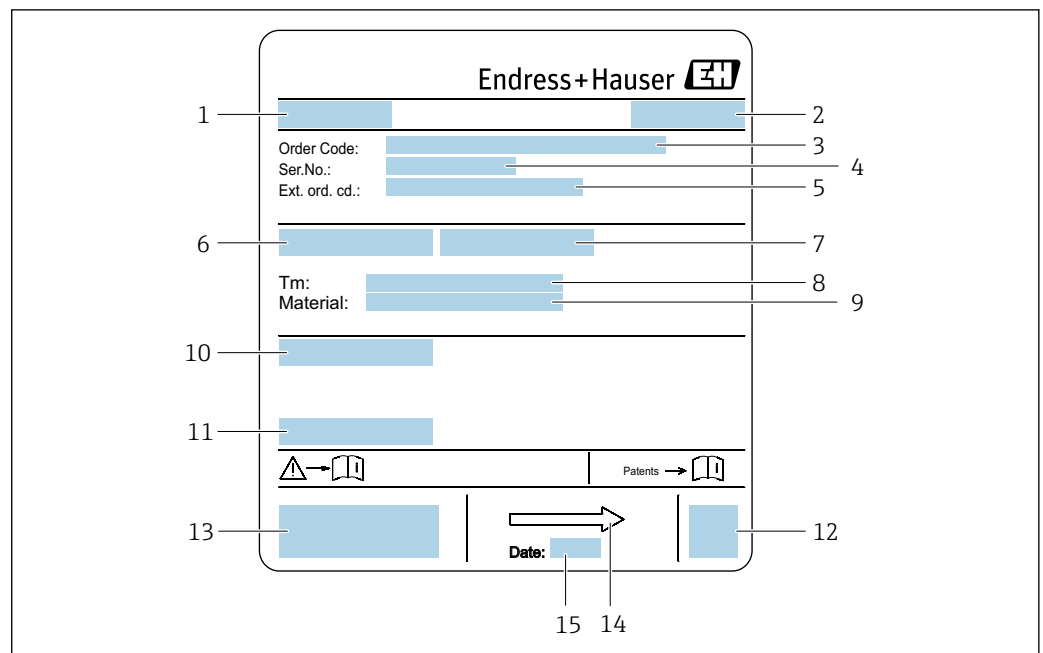 Endress+Hauser EH
1 2
Order Code: 3
Ser.No.: 4
Ext. ord. cd.: 5
6 7
Tm: 8
Material: 9
10
11
Patents
13 12
Date:
15 14